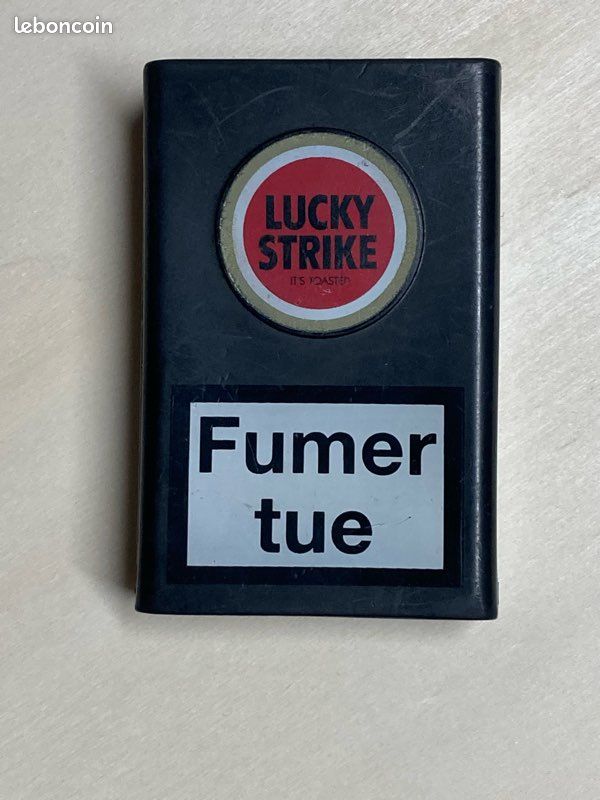 leboncoin
LUCKY
STRIKE
IT'S TOASTED
Fumer
tue